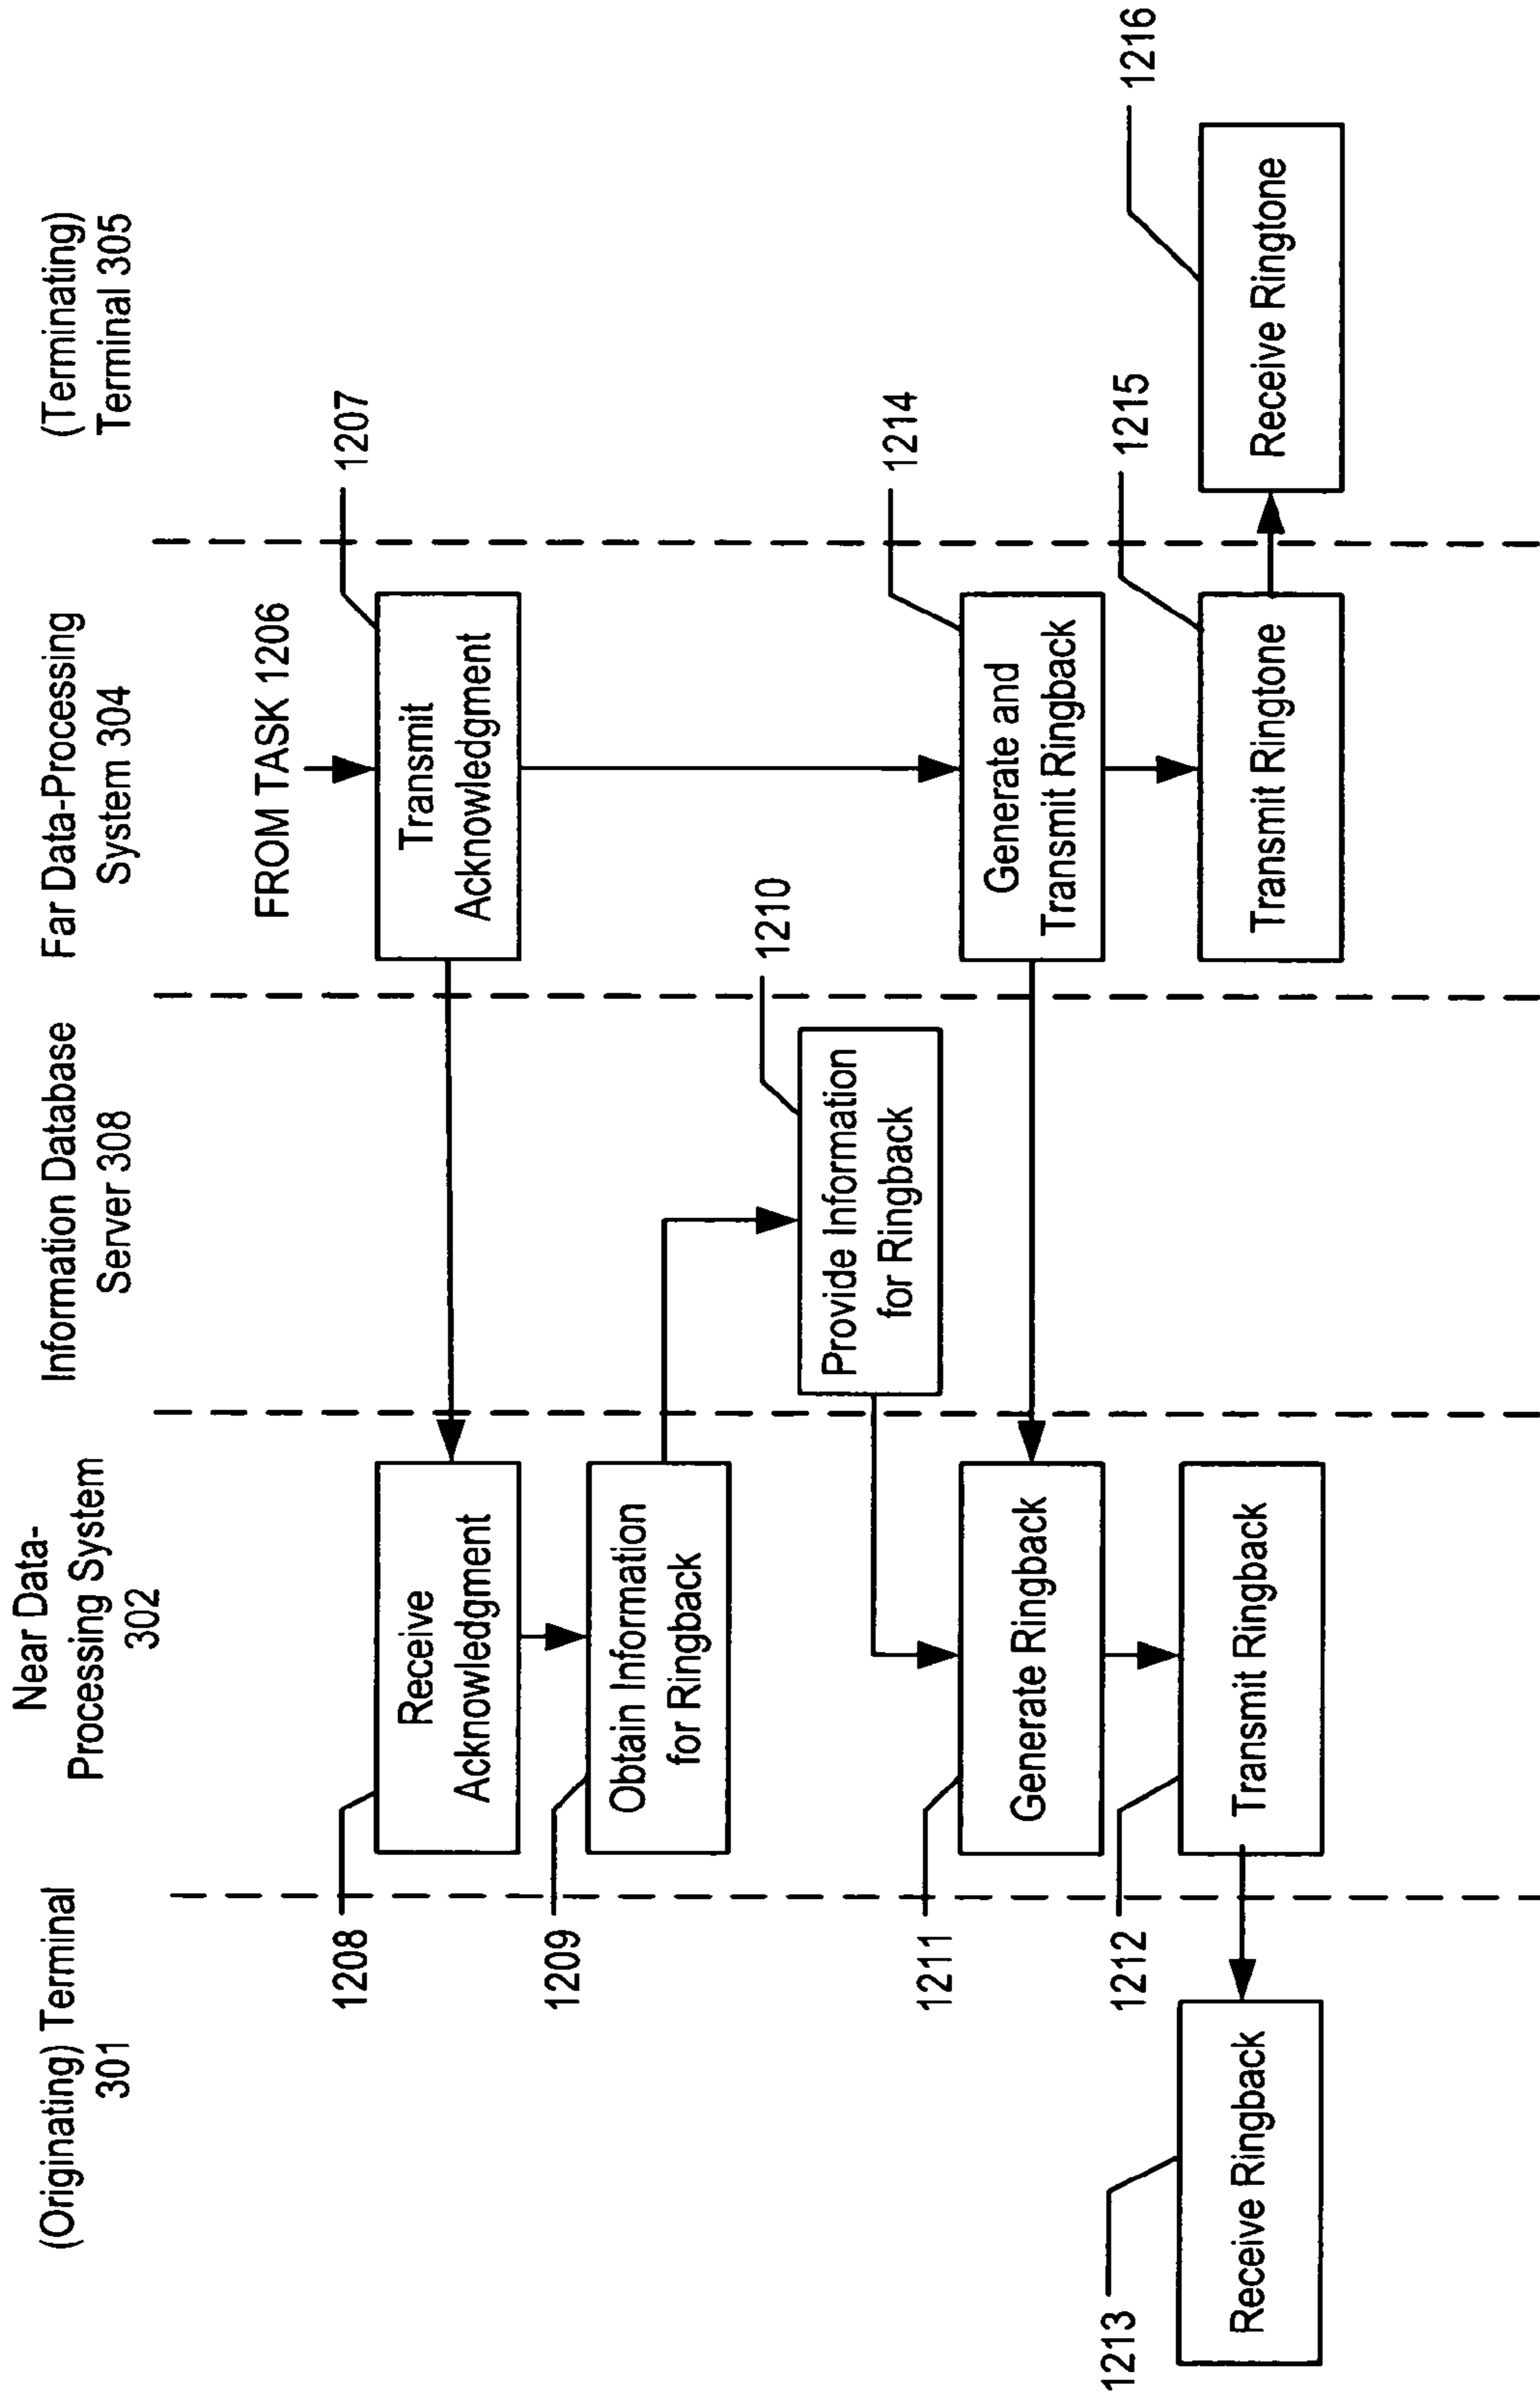 (Originating) Terminal
301
Near Data-
Processing System
302
Information Database
Server 308
Far Data-Processing
System 304
(Terminating)
Terminal 305
FROM TASK 1206
1207
Transmit
Acknowledgment
1208
Receive
Acknowledgment
1209
Obtain Information
for Ringback
1210
Provide Information
for Ringback
1211
Generate Ringback
1214
Generate and
Transmit Ringback
1213
Receive Ringback
1212
Transmit Ringback
1215
Transmit Ringtone
1216
Receive Ringtone